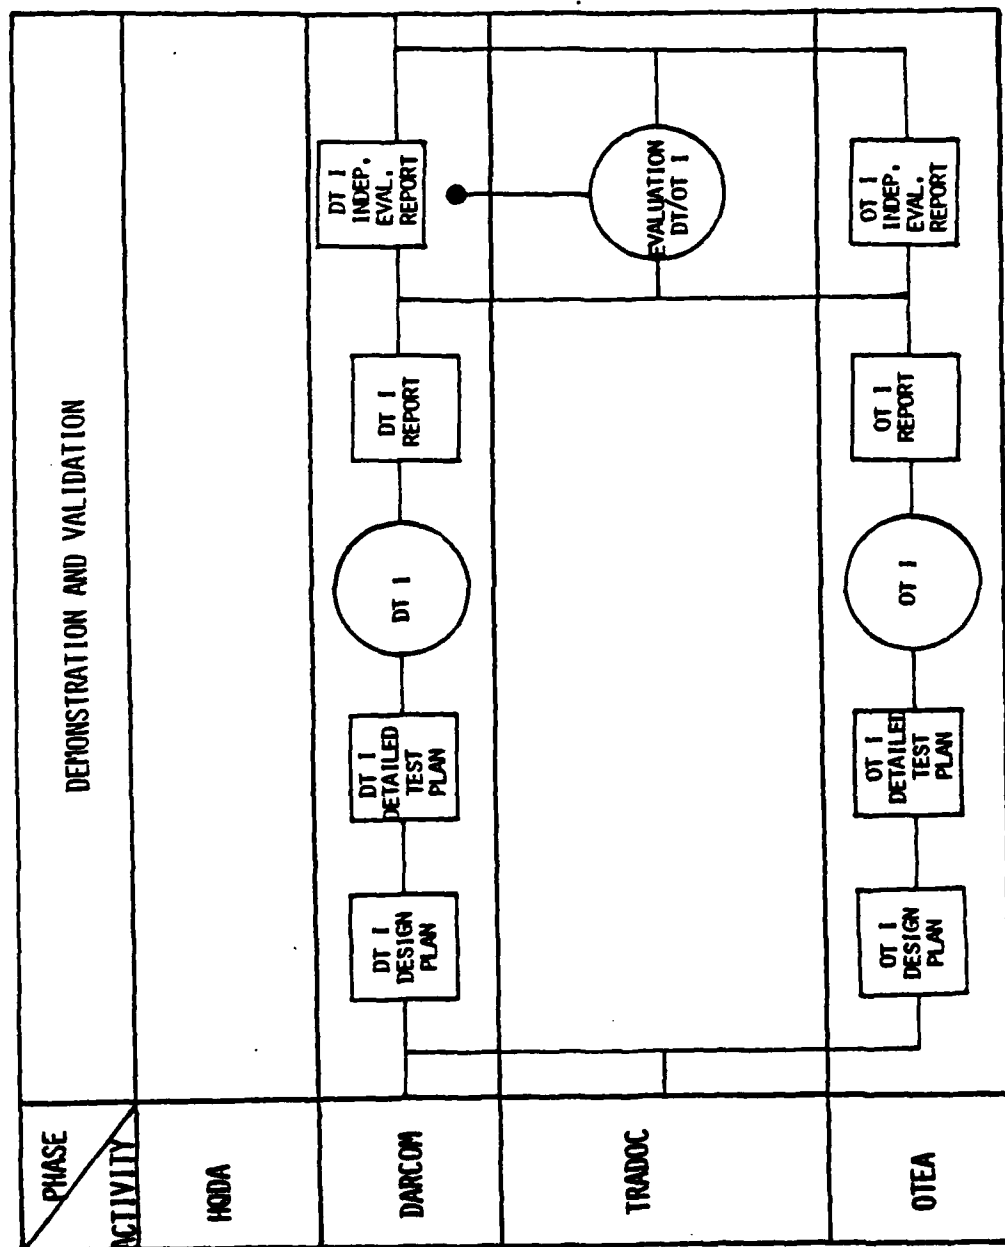 PHASE
ACTIVITY
DEMONSTRATION AND VALIDATION
HQDA
DARCOM
DT I
DESIGN
PLAN
DT I
DETAILED
TEST
PLAN
DT I
DT I
REPORT
DT I
INDEP.
EVAL.
REPORT
TRADOC
EVALUATION
DT/OT I
OTEA
OT I
DESIGN
PLAN
OT I
DETAILED
TEST
PLAN
OT I
OT I
REPORT
OT I
INDEP.
EVAL.
REPORT